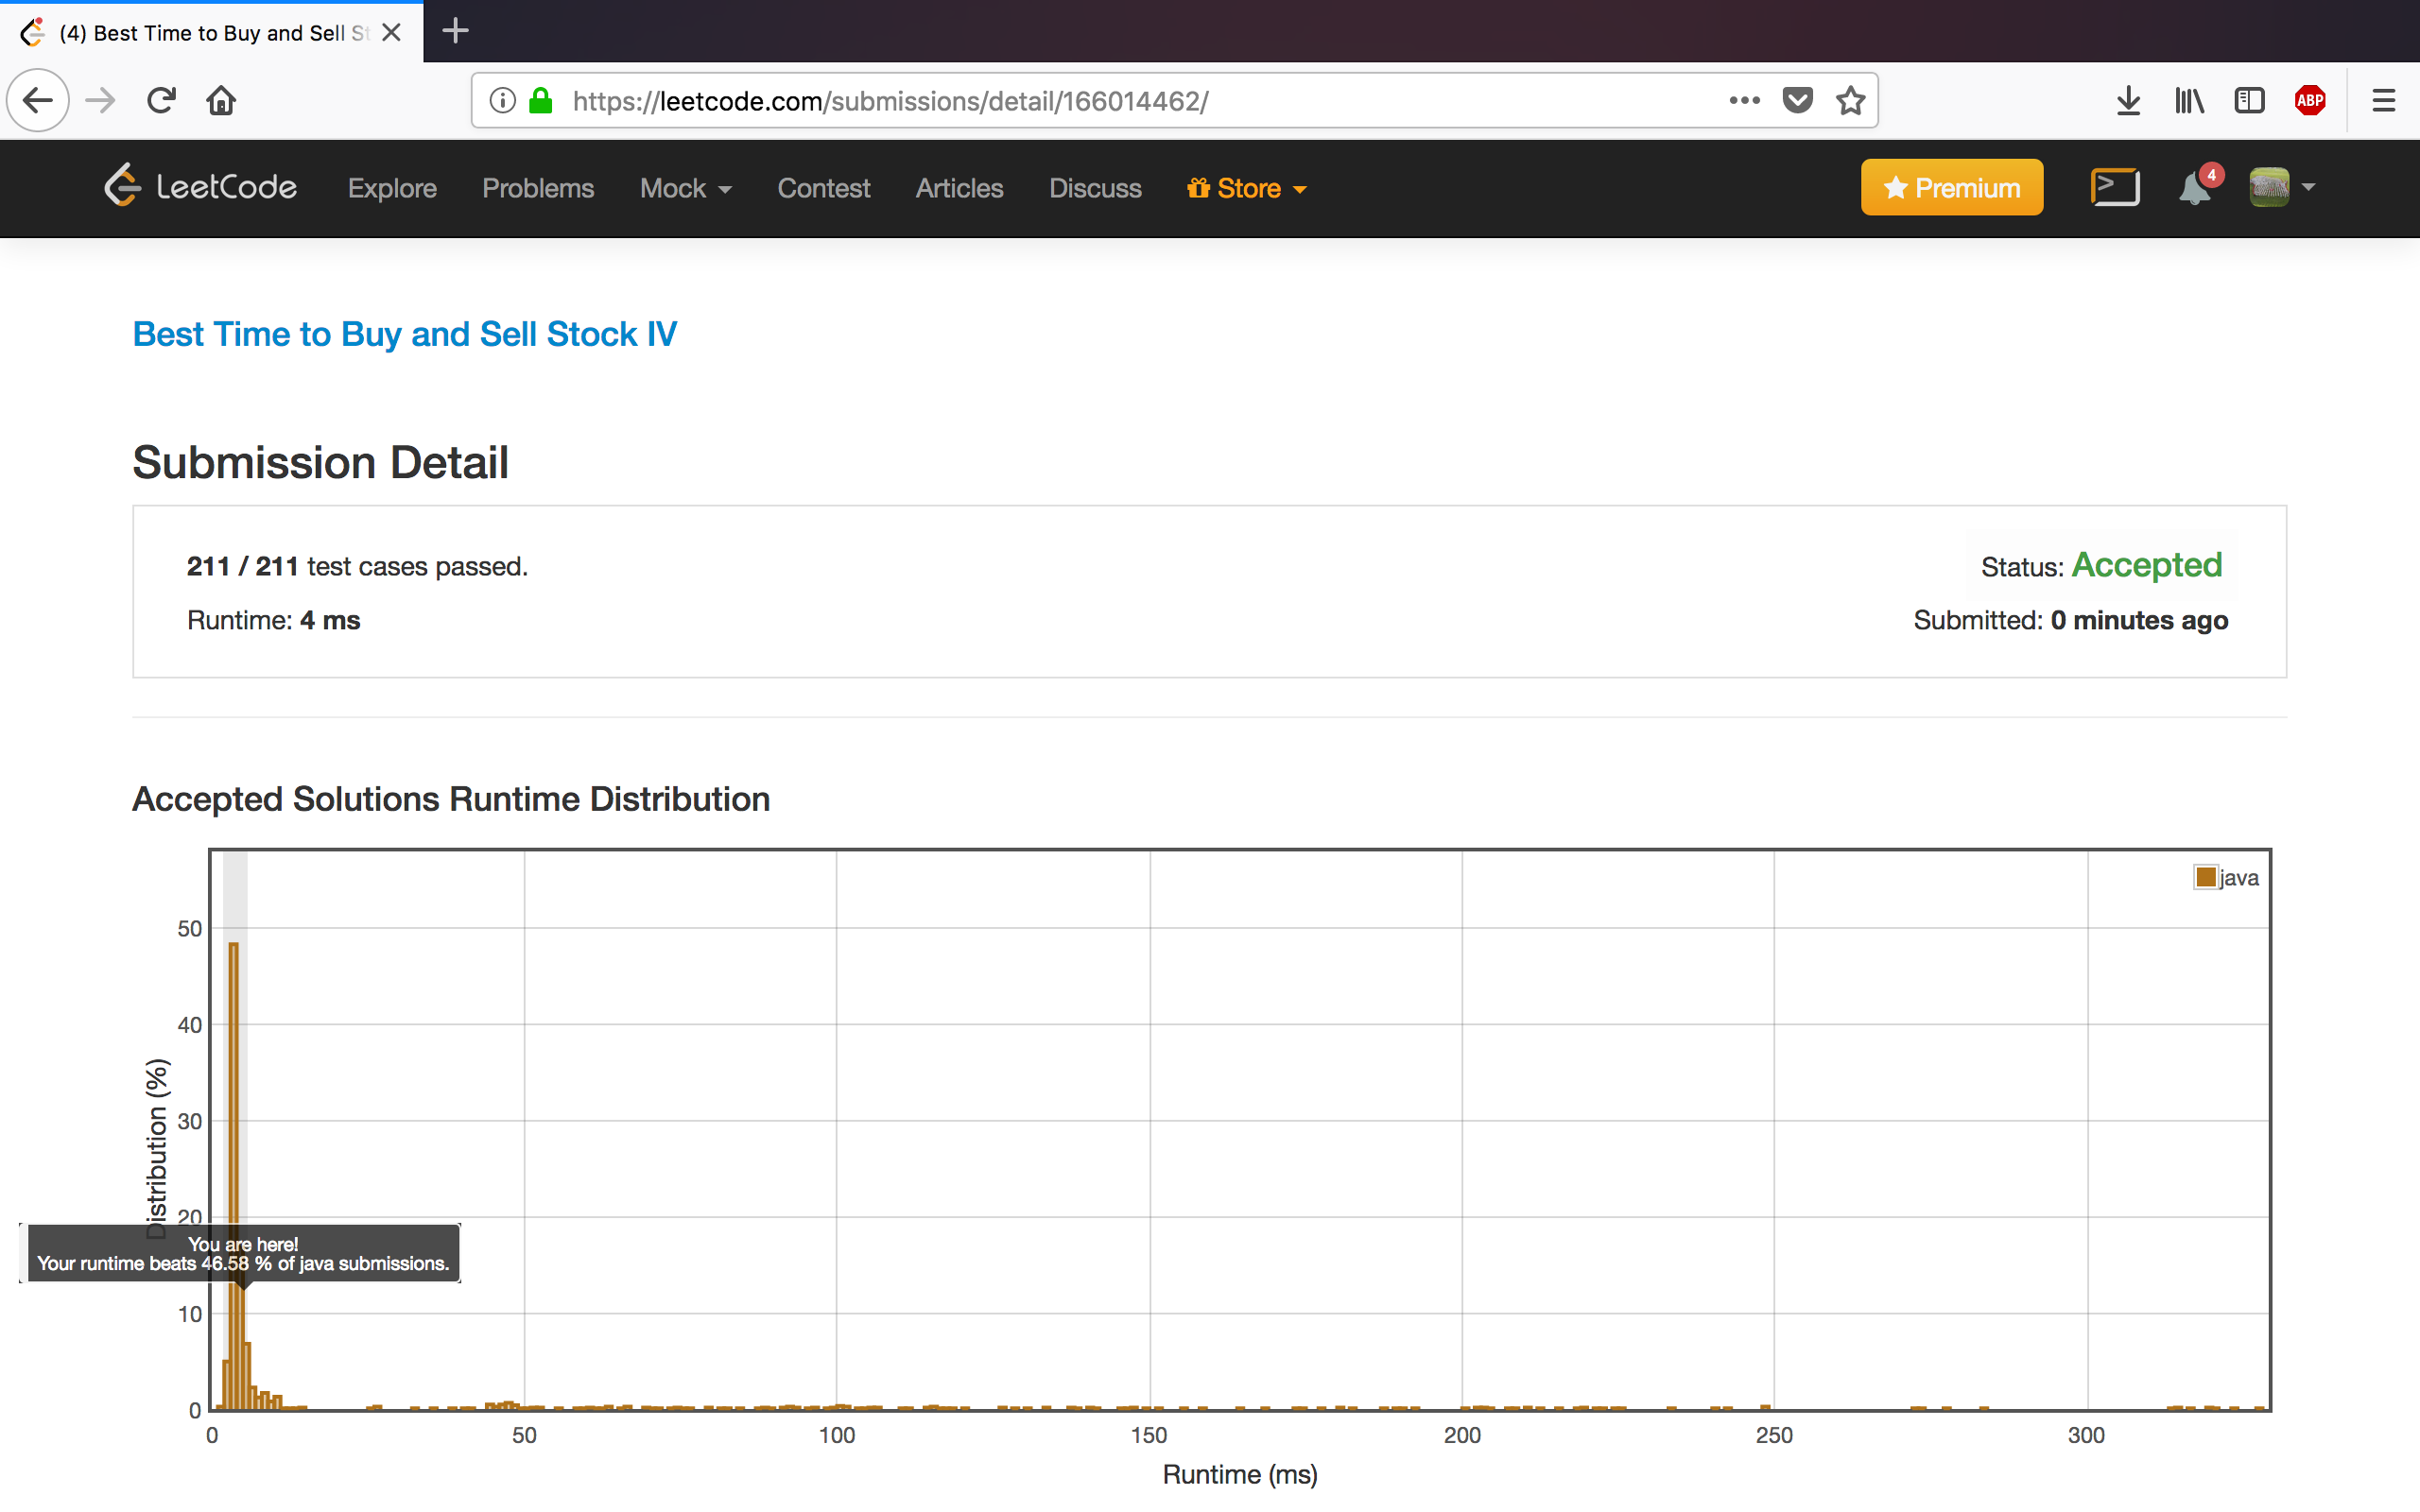 (4) Best Time to Buy and Sell St
https://leetcode.com/submissions/detail/166014462/
ABP
LeetCode Explore Problems Mock Contest Articles Discuss Store Premium 4
Best Time to Buy and Sell Stock IV
Submission Detail
211 / 211 test cases passed.
Status: Accepted
Runtime: 4 ms
Submitted: 0 minutes ago
Accepted Solutions Runtime Distribution
java
50
40
30
20
10
0
Distribution (%)
You are here!
Your runtime beats 46.58 % of java submissions.
0 50 100 150 200 250 300
Runtime (ms)